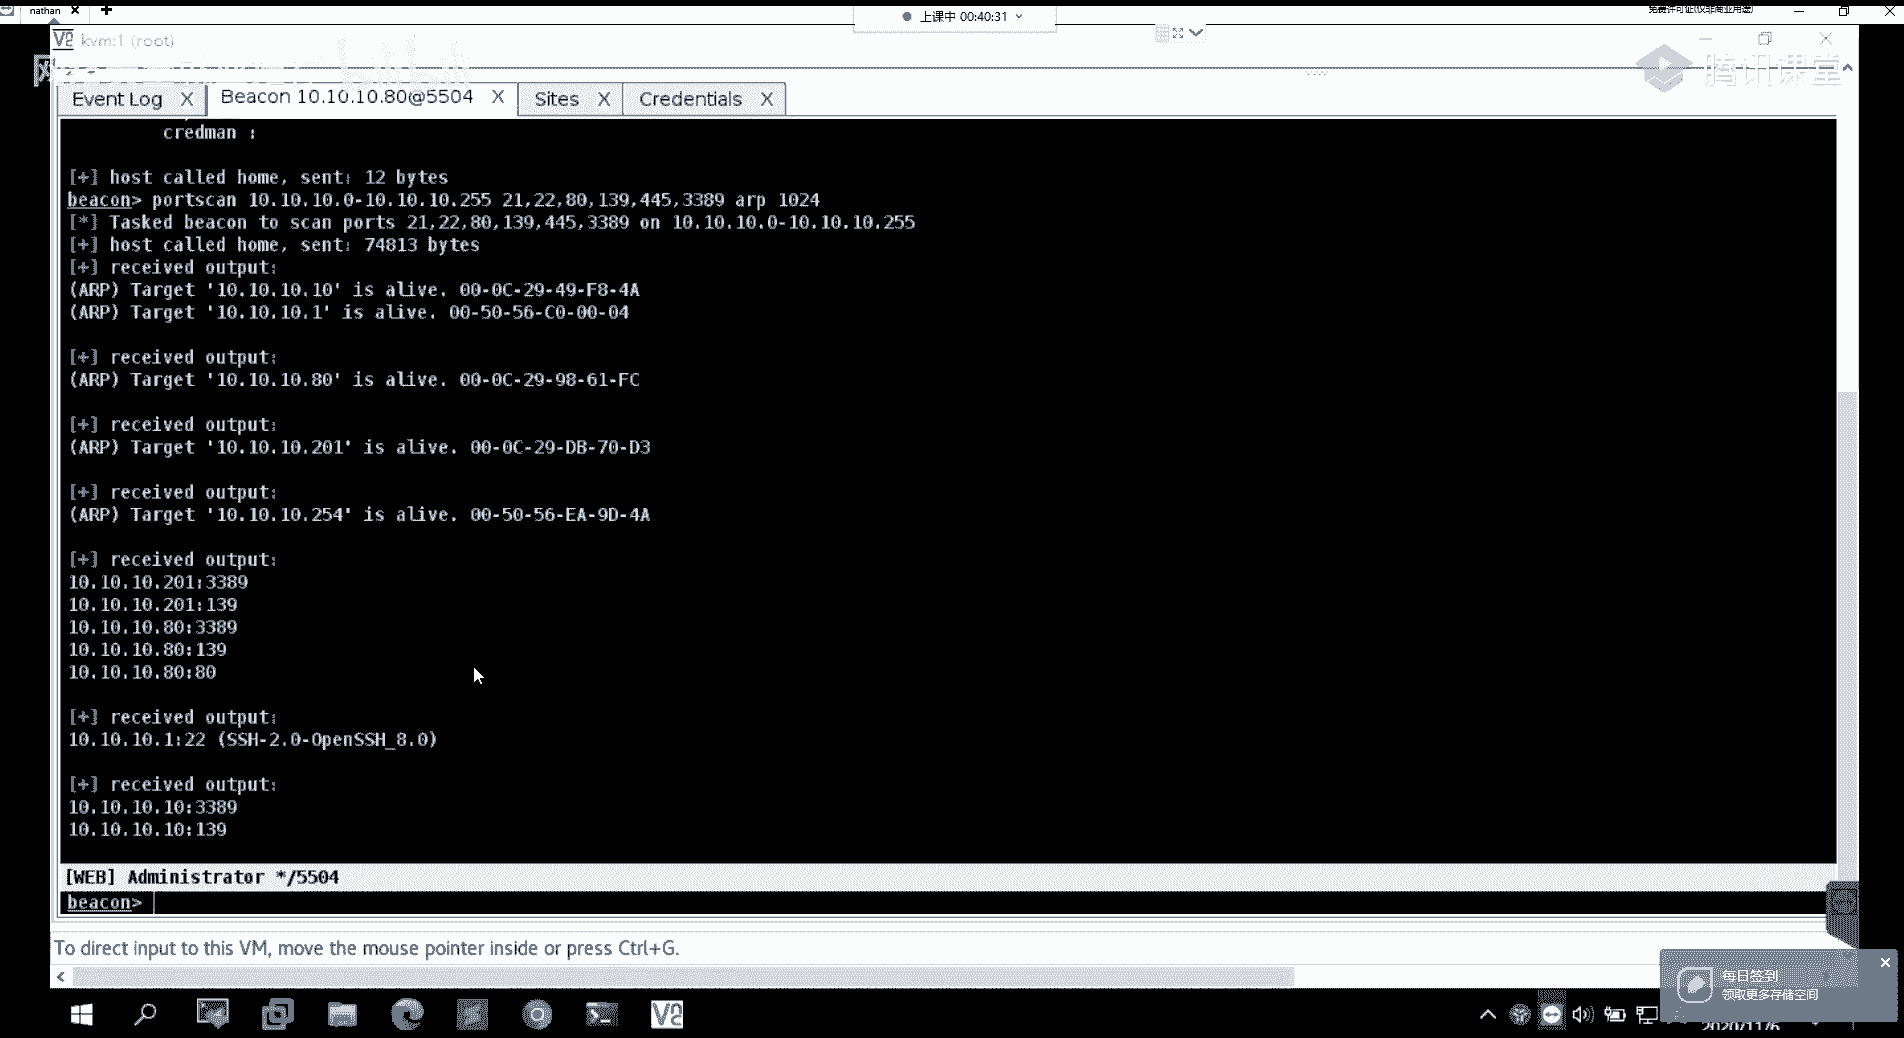 nathan
上课中 00:40:31
免费许可证(仅非商业用途)
kvm:1 (root)
腾讯课堂
Event Log X
Beacon 10.10.10.80@5504 X
Sites X
Credentials X
credman :
[+] host called home, sent: 12 bytes
beacon> portscan 10.10.10.0-10.10.10.255 21,22,80,139,445,3389 arp 1024
[*] Tasked beacon to scan ports 21,22,80,139,445,3389 on 10.10.10.0-10.10.10.255
[+] host called home, sent: 74813 bytes
[+] received output:
(ARP) Target '10.10.10.10' is alive. 00-0C-29-49-F8-4A
(ARP) Target '10.10.10.1' is alive. 00-50-56-C0-00-04
[+] received output:
(ARP) Target '10.10.10.80' is alive. 00-0C-29-98-61-FC
[+] received output:
(ARP) Target '10.10.10.201' is alive. 00-0C-29-DB-70-D3
[+] received output:
(ARP) Target '10.10.10.254' is alive. 00-50-56-EA-9D-4A
[+] received output:
10.10.10.201:3389
10.10.10.201:139
10.10.10.80:3389
10.10.10.80:139
10.10.10.80:80
[+] received output:
10.10.10.1:22 (SSH-2.0-OpenSSH_8.0)
[+] received output:
10.10.10.10:3389
10.10.10.10:139
[WEB] Administrator */5504
beacon>
To direct input to this VM, move the mouse pointer inside or press Ctrl+G.
每日签到
领取更多存储空间
2020/11/6